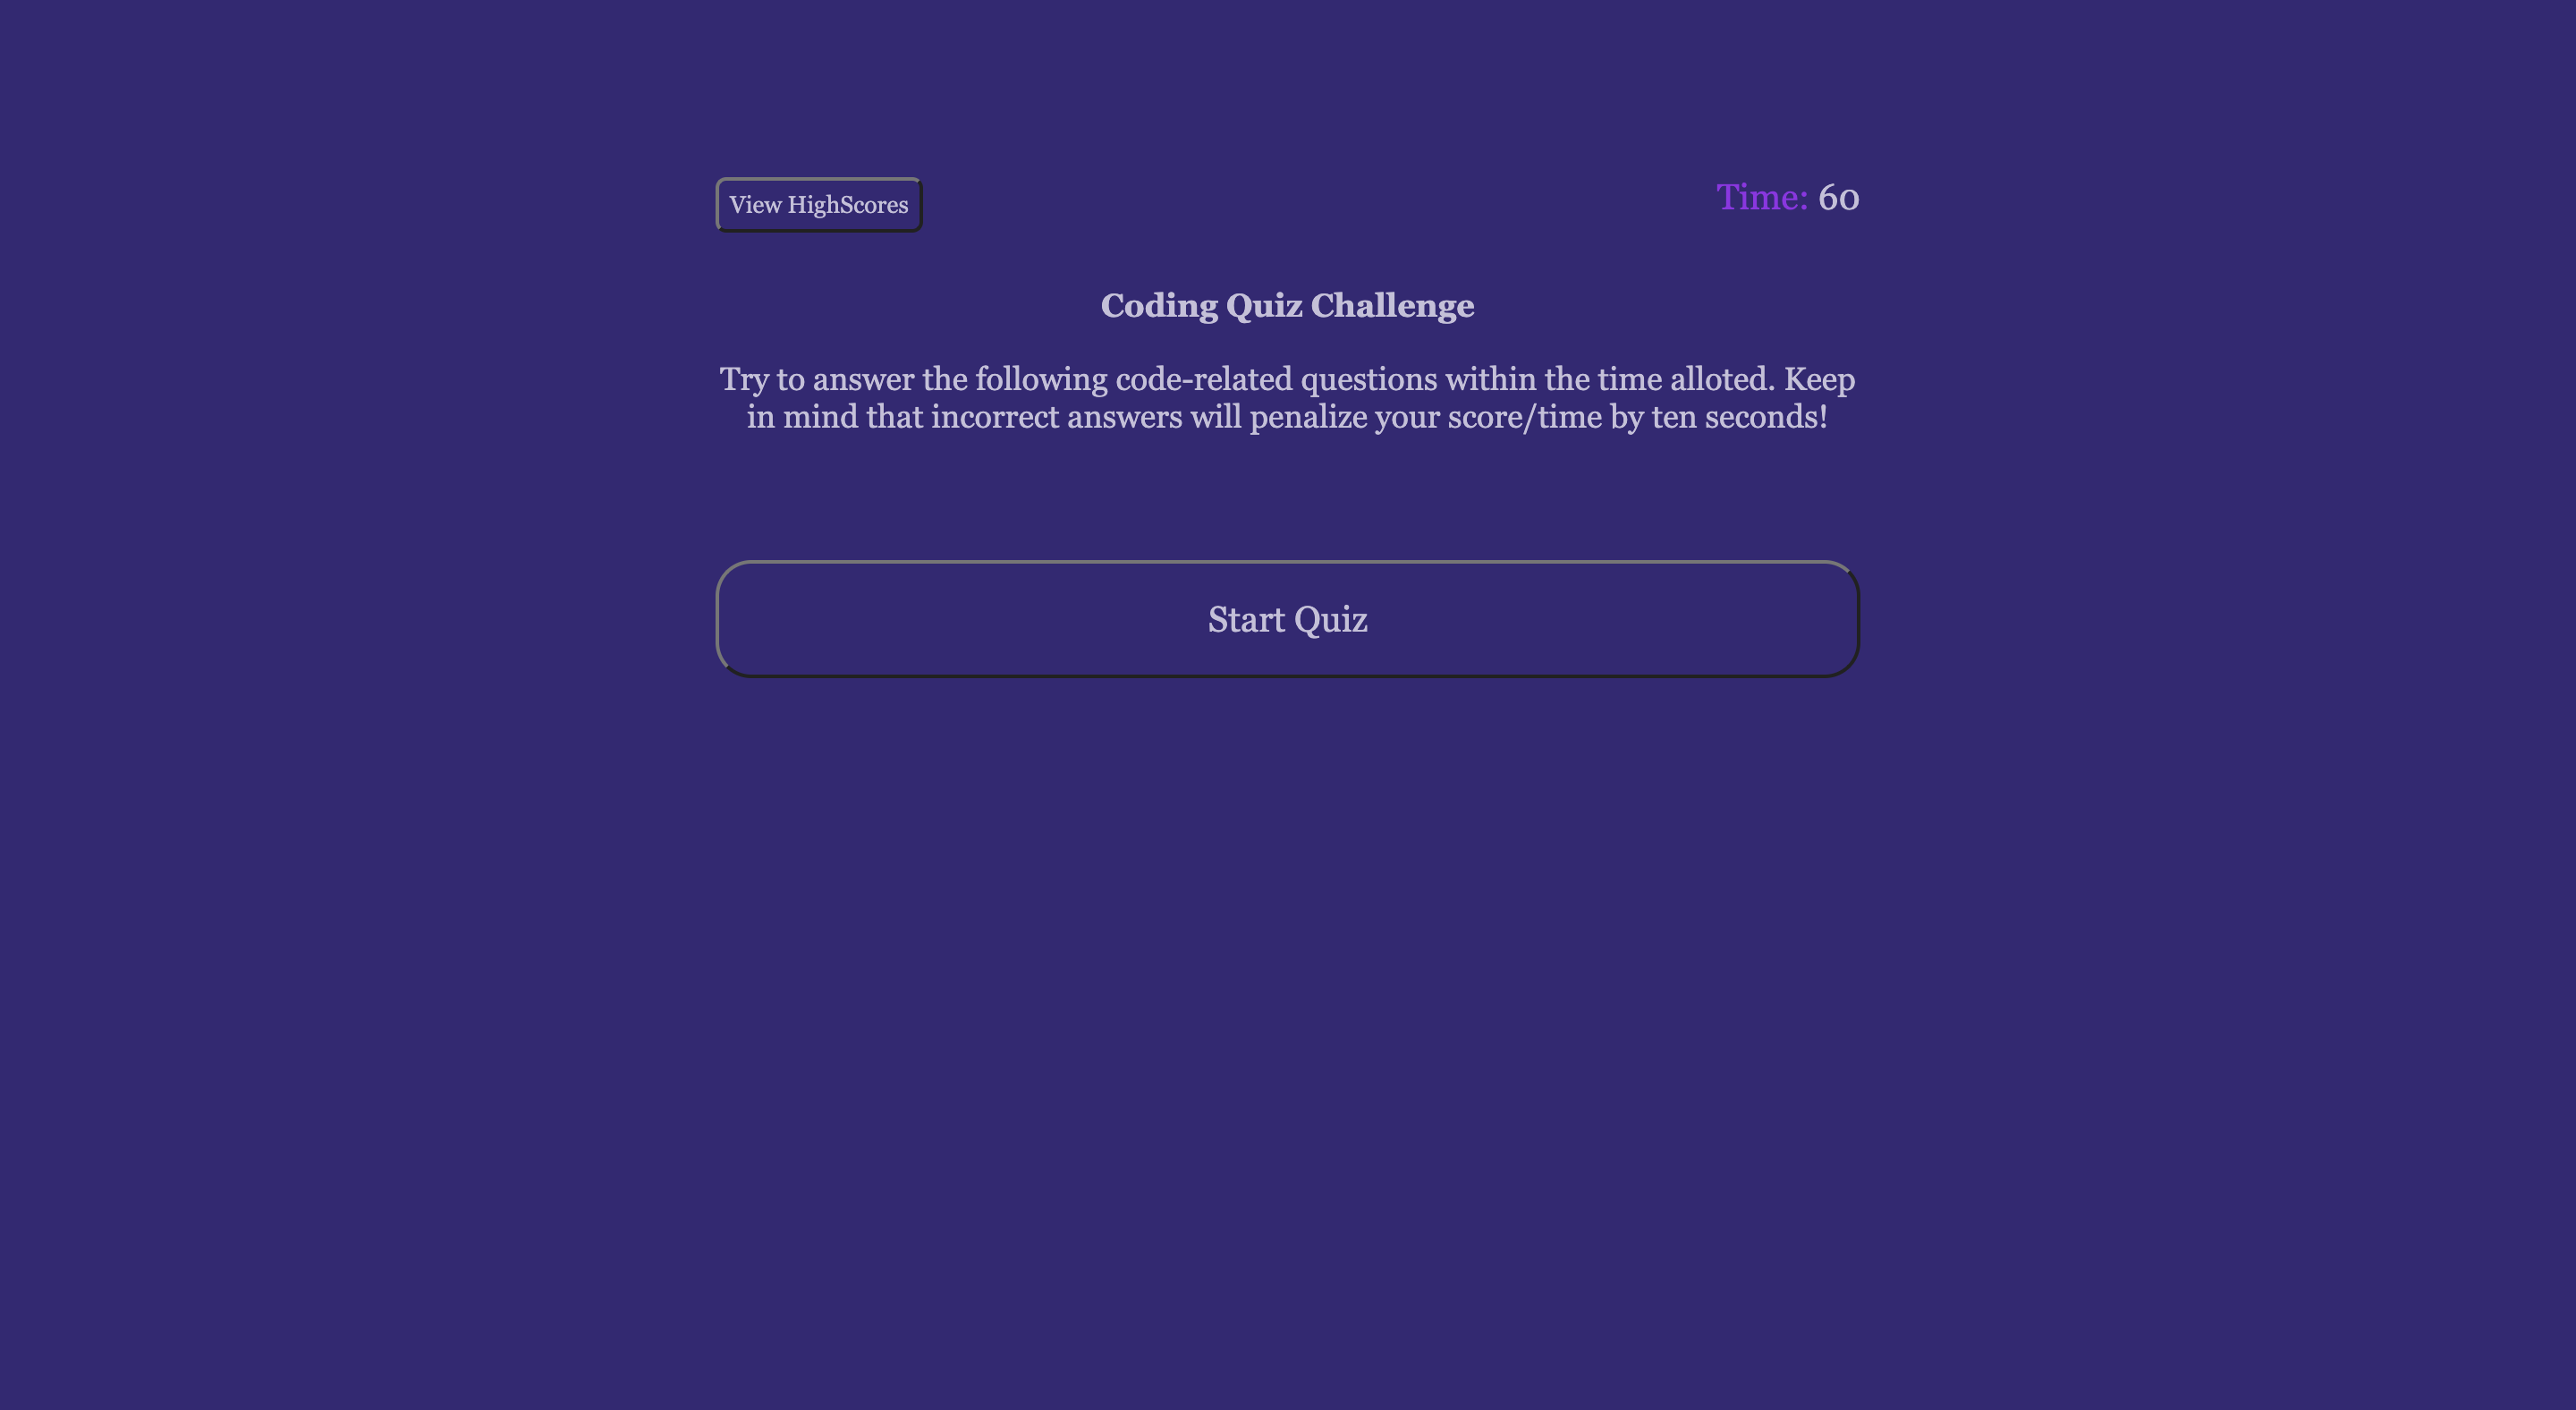 View HighScores
Time: 60
Coding Quiz Challenge
Try to answer the following code-related questions within the time alloted. Keep
in mind that incorrect answers will penalize your score/time by ten seconds!
Start Quiz